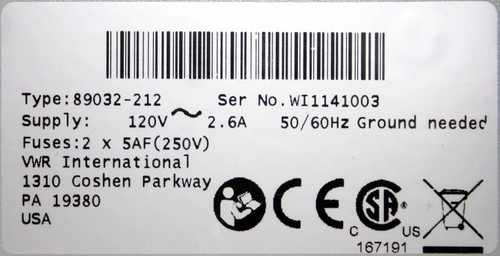 Type:89032-212 Ser No.WI1141003
Supply: 120V ~ 2.6A 50/60Hz Ground needed
Fuses:2 x 5AF(250V)
VWR International
1310 Goshen Parkway
PA 19380
USA
CE
SA
C US
167191